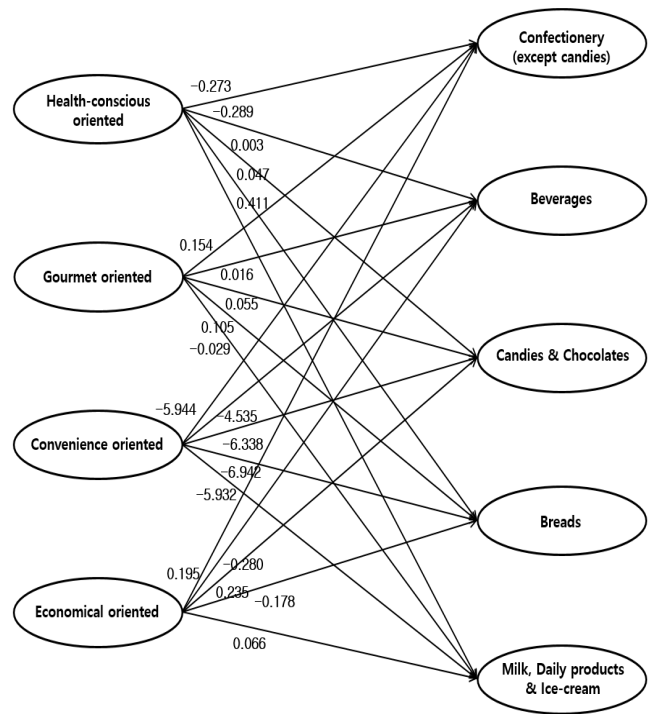 Confectionery
(except candies)
Health-conscious
oriented
−0.273
−0.289
0.003
0.047
0.411
Beverages
0.154
Gourmet oriented
0.016
0.055
0.105
−0.029
Candies & Chocolates
−5.944
−4.535
Convenience oriented
−6.338
−6.942
−5.932
Breads
0.195
−0.280
0.235
−0.178
Economical oriented
0.066
Milk, Daily products
& Ice-cream